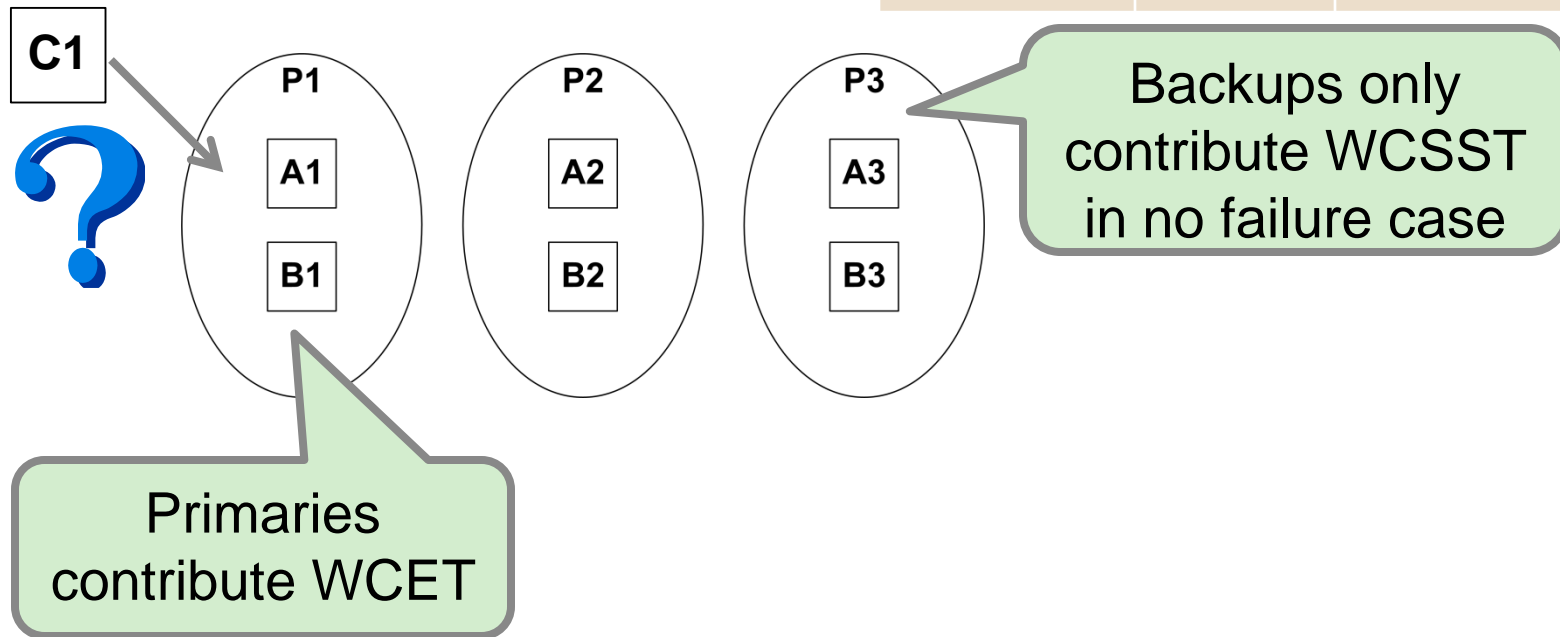 C1
P1
P2
P3
A1
A2
A3
B1
B2
B3
Backups only
contribute WCSST
in no failure case
Primaries
contribute WCET